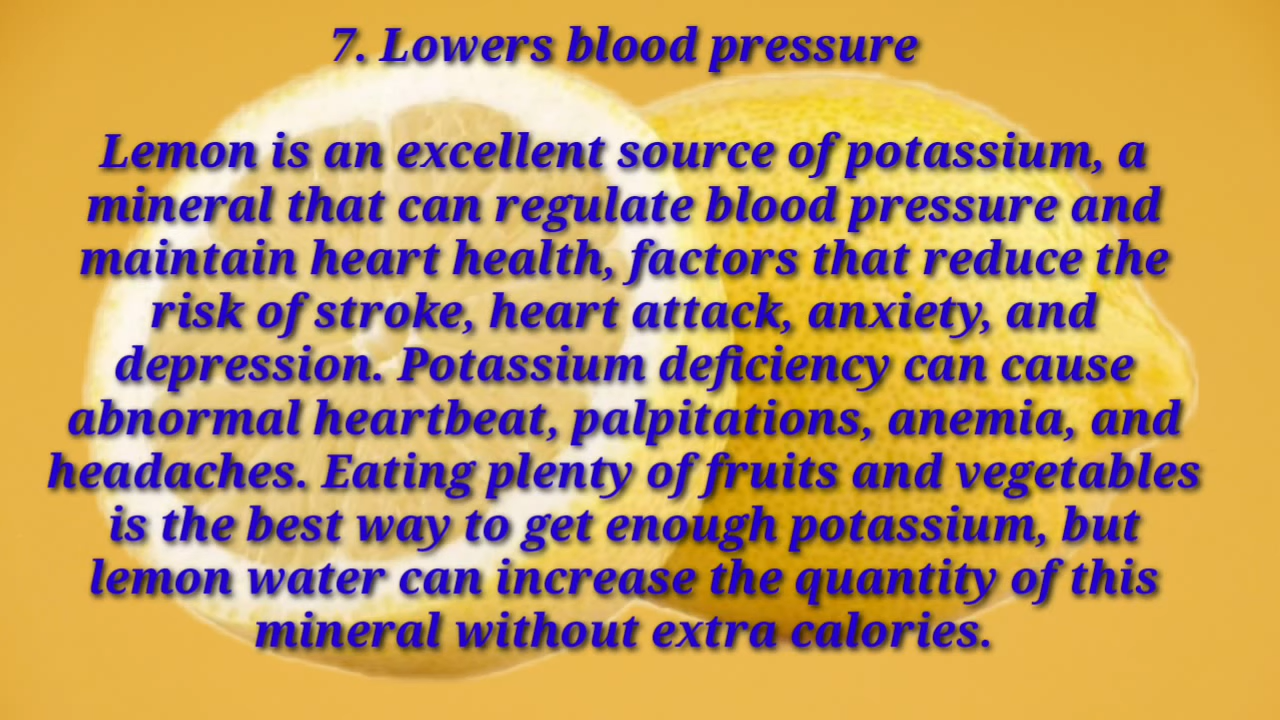 7. Lowers blood pressure
Lemon is an excellent source of potassium, a
mineral that can regulate blood pressure and
maintain heart health, factors that reduce the
risk of stroke, heart attack, anxiety, and
depression. Potassium deficiency can cause
abnormal heartbeat, palpitations, anemia, and
headaches. Eating plenty of fruits and vegetables
is the best way to get enough potassium, but
lemon water can increase the quantity of this
mineral without extra calories.